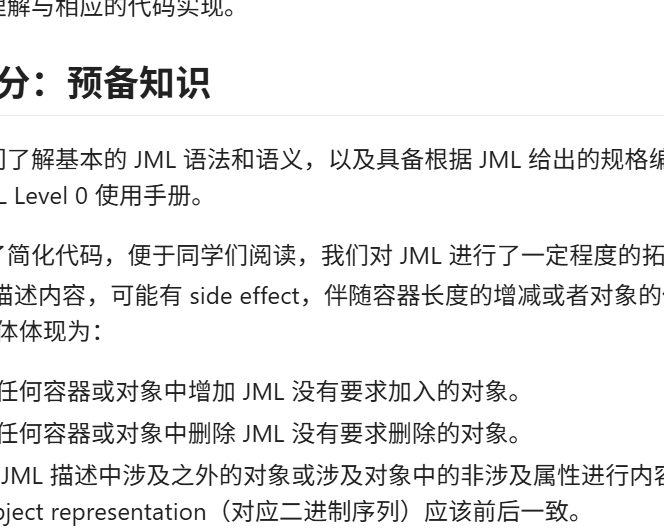 理解与相应的代码实现。
分：预备知识
们了解基本的 JML 语法和语义，以及具备根据 JML 给出的规格编
L Level 0 使用手册。
了简化代码，便于同学们阅读，我们对 JML 进行了一定程度的拓
描述内容，可能有 side effect，伴随容器长度的增减或者对象的
体体现为：
任何容器或对象中增加 JML 没有要求加入的对象。
任何容器或对象中删除 JML 没有要求删除的对象。
JML 描述中涉及之外的对象或涉及对象中的非涉及属性进行内容
bject representation（对应二进制序列）应该前后一致。